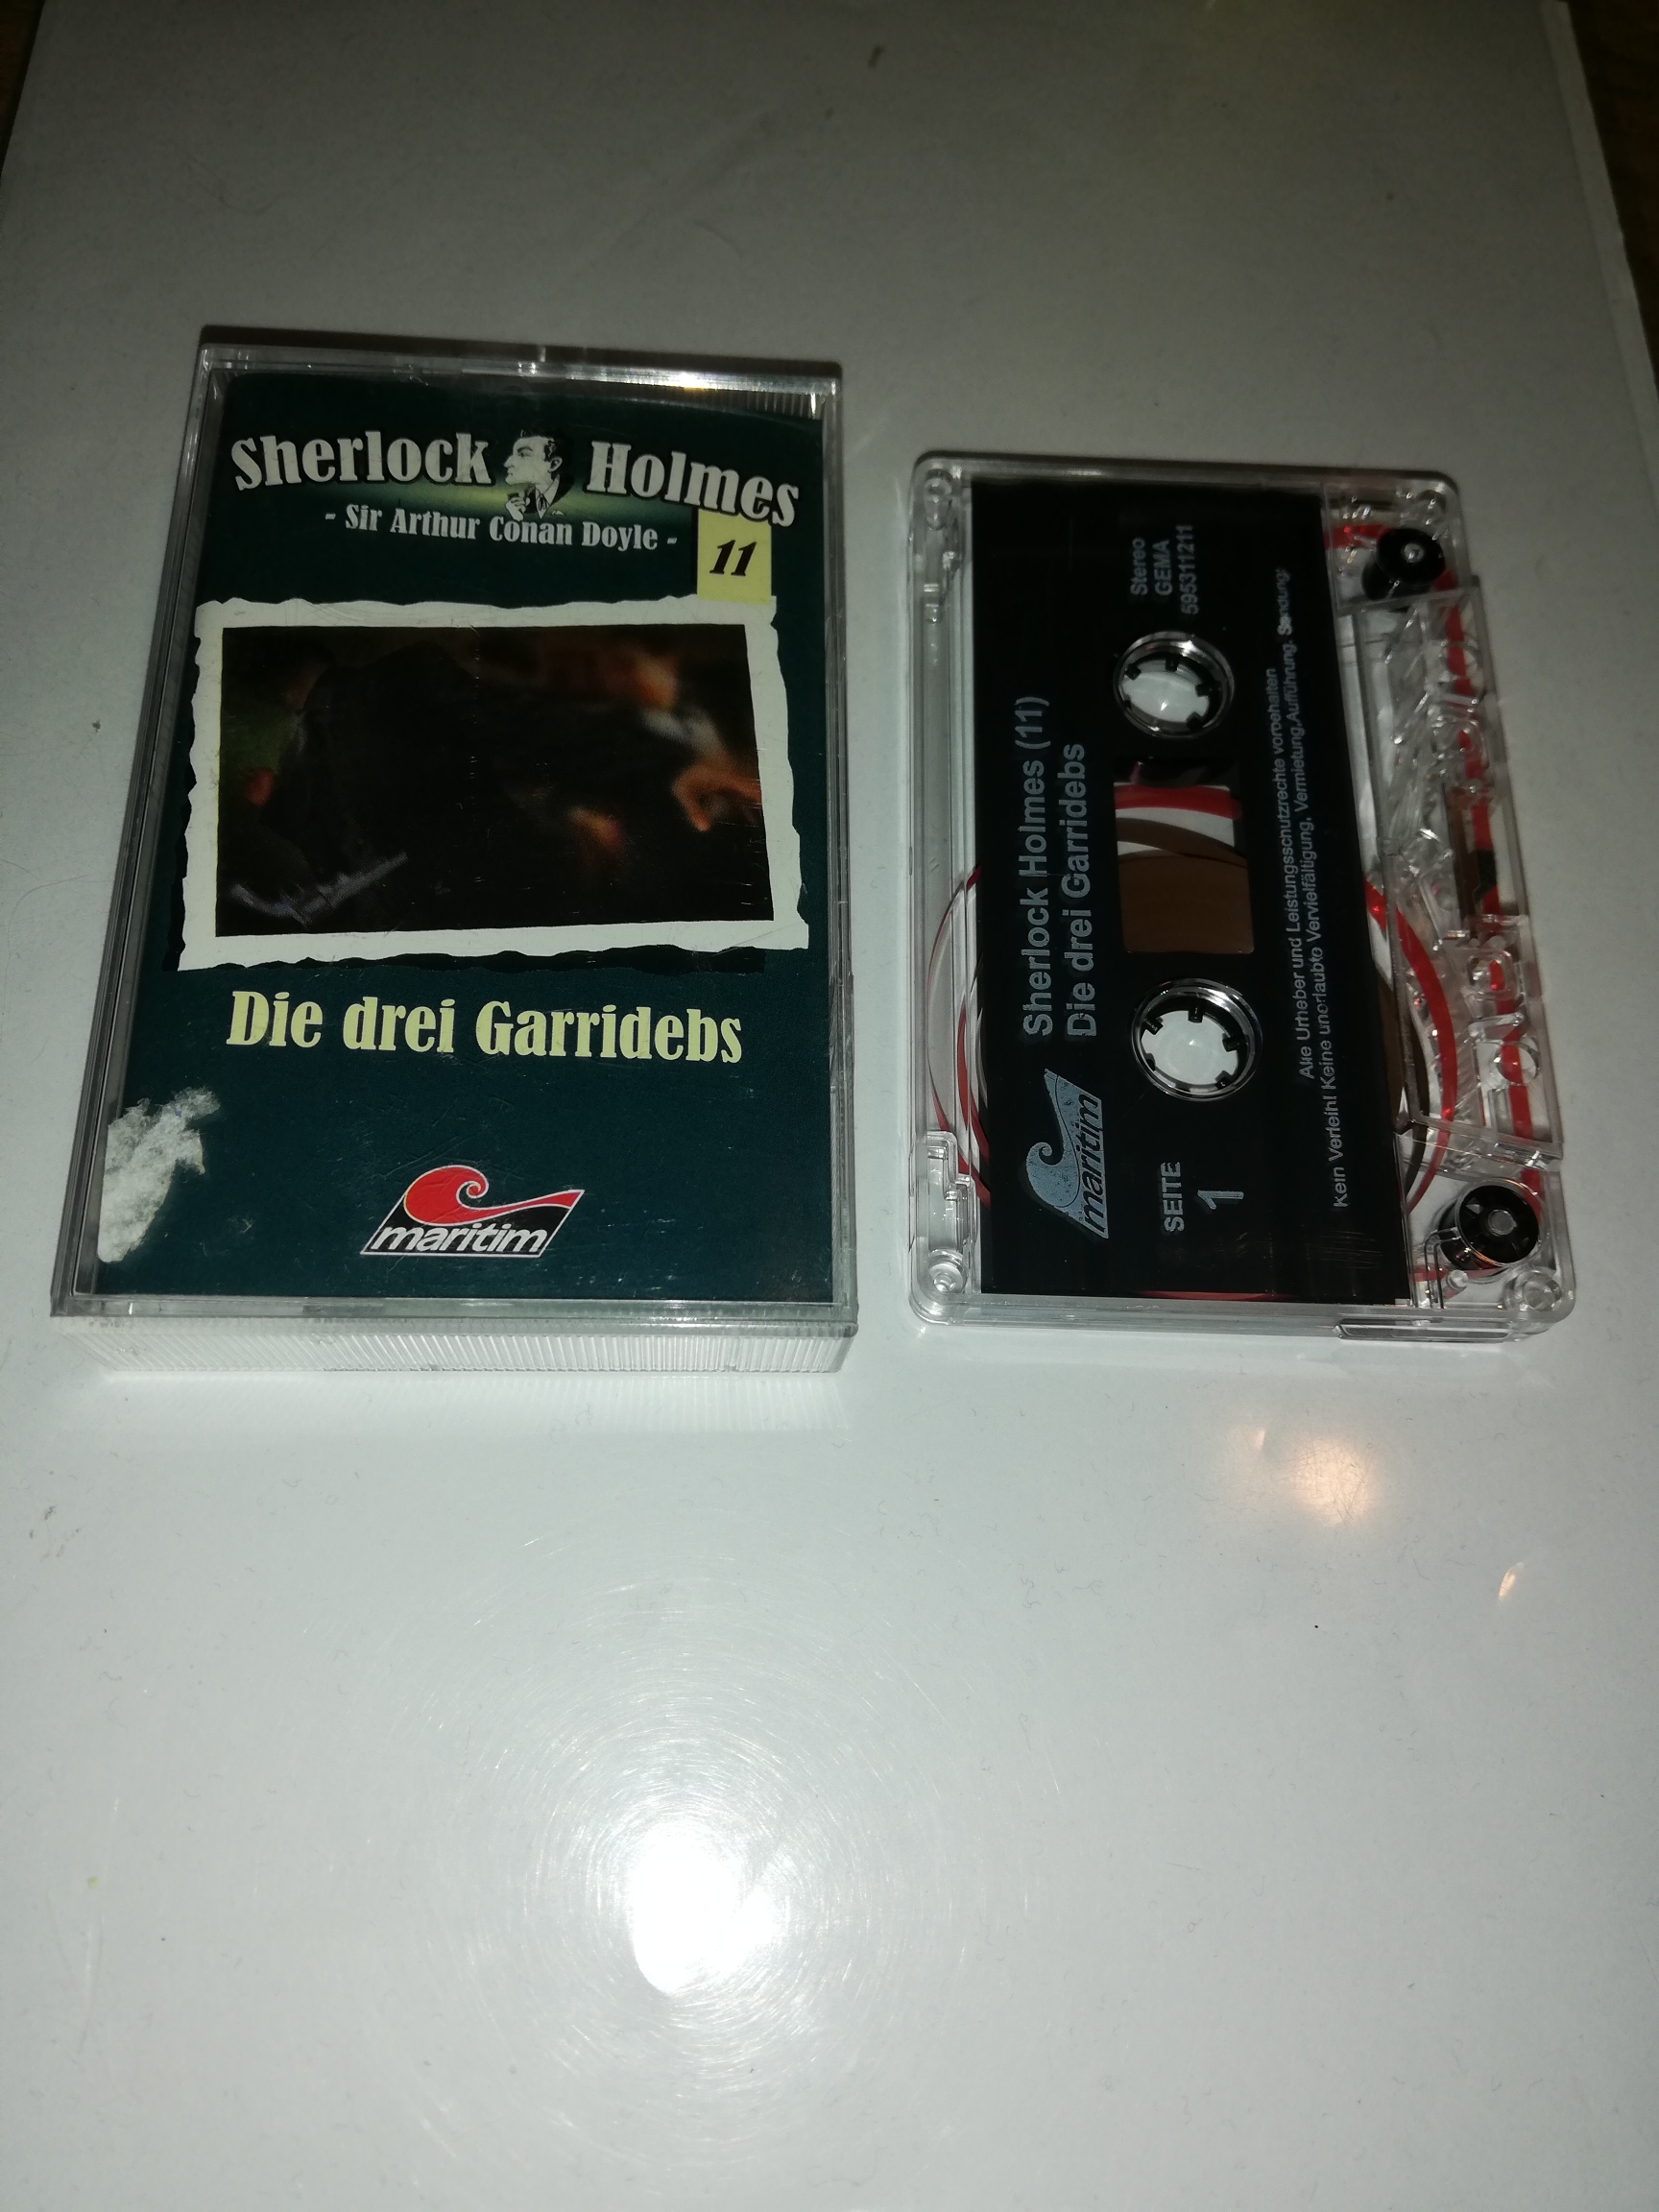 Sherlock Holmes
- Sir Arthur Conan Doyle -
11
Die drei Garridebs
maritim
maritim
Sherlock Holmes (11)
Die drei Garridebs
SEITE
1
Stereo
GEMA
595311211
Alle Urheber und Leistungsschutzrechte vorbehalten
Kein Verleih! Keine unerlaubte Vervielfältigung, Vermietung, Aufführung, Sendung!